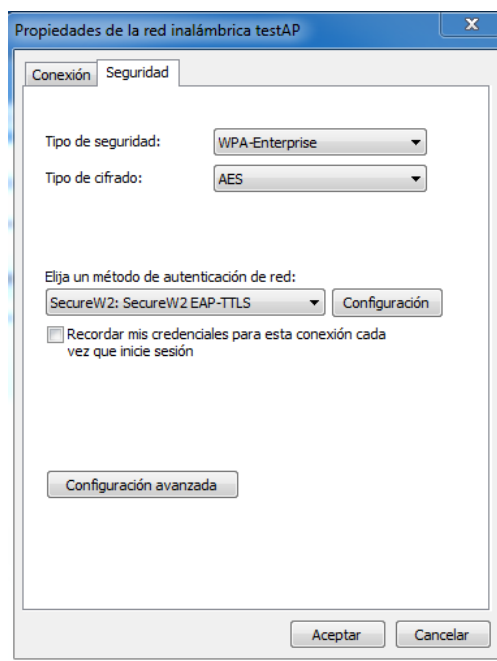 Propiedades de la red inalámbrica testAP
x
Conexión Seguridad
Tipo de seguridad: WPA-Enterprise
Tipo de cifrado: AES
Elija un método de autenticación de red:
SecureW2: SecureW2 EAP-TTLS Configuración
Recordar mis credenciales para esta conexión cada
vez que inicie sesión
Configuración avanzada
Aceptar Cancelar